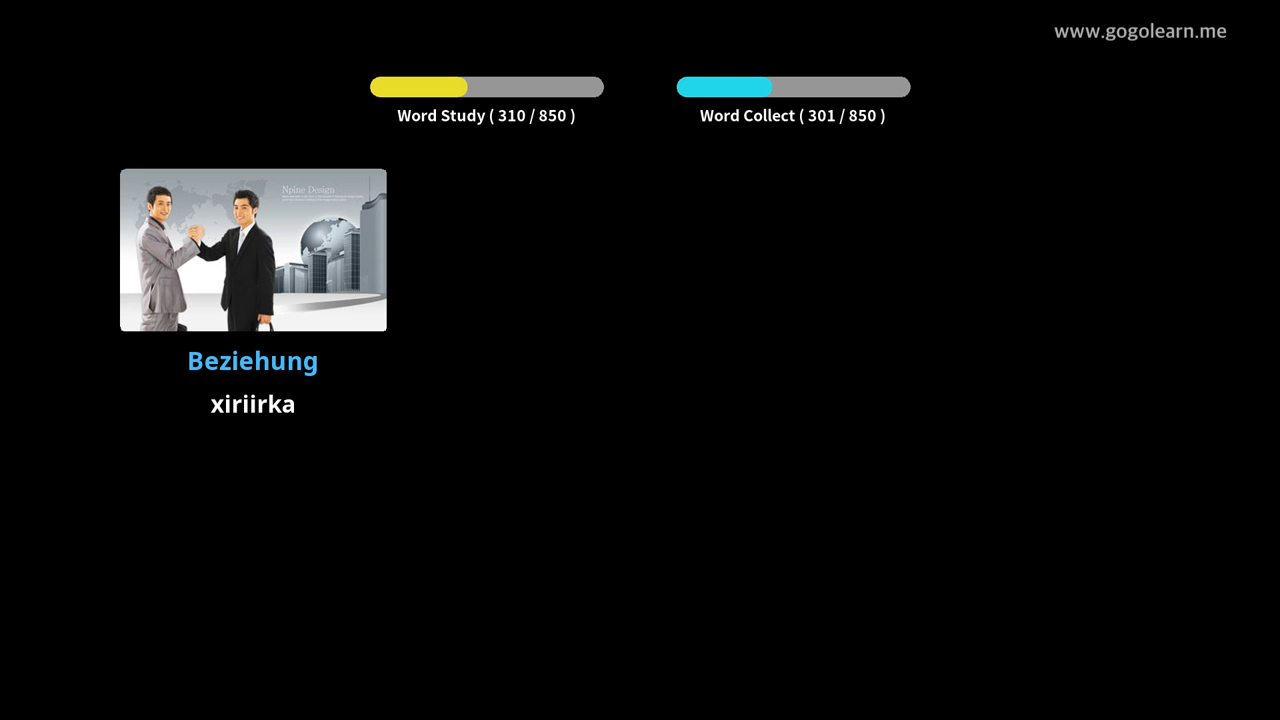 www.gogolearn.me
Word Study ( 310 / 850 )
Word Collect ( 301 / 850 )
Npine Design
Beziehung
xiriirka